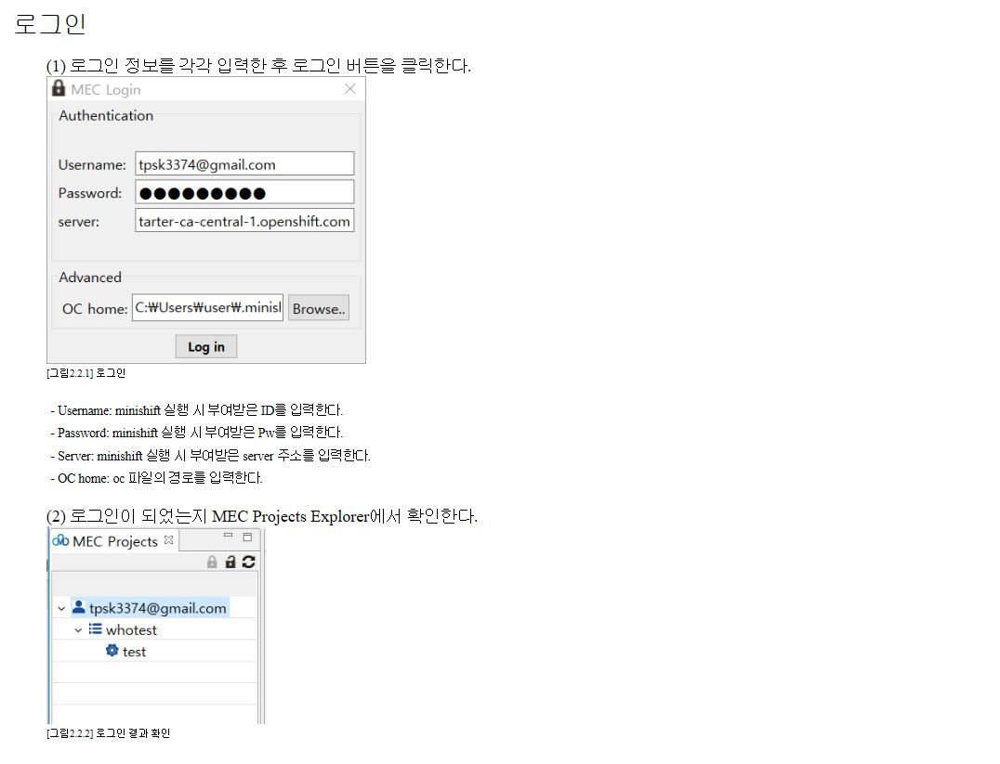 로그인
(1) 로그인 정보를 각각 입력한 후 로그인 버튼을 클릭한다.
MEC Login
Authentication
Username: tpsk3374@gmail.com
Password: ●●●●●●●●●
server: tarter-ca-central-1.openshift.com
Advanced
OC home: C:₩Users₩user₩.minisl Browse..
Log in
[그림2.2.1] 로그인
- Username: minishift 실행 시 부여받은 ID를 입력한다.
- Password: minishift 실행 시 부여받은 Pw를 입력한다.
- Server: minishift 실행 시 부여받은 server 주소를 입력한다.
- OC home: oc 파일의 경로를 입력한다.
(2) 로그인이 되었는지 MEC Projects Explorer에서 확인한다.
MEC Projects
tpsk3374@gmail.com
whotest
test
[그림2.2.2] 로그인 결과 확인